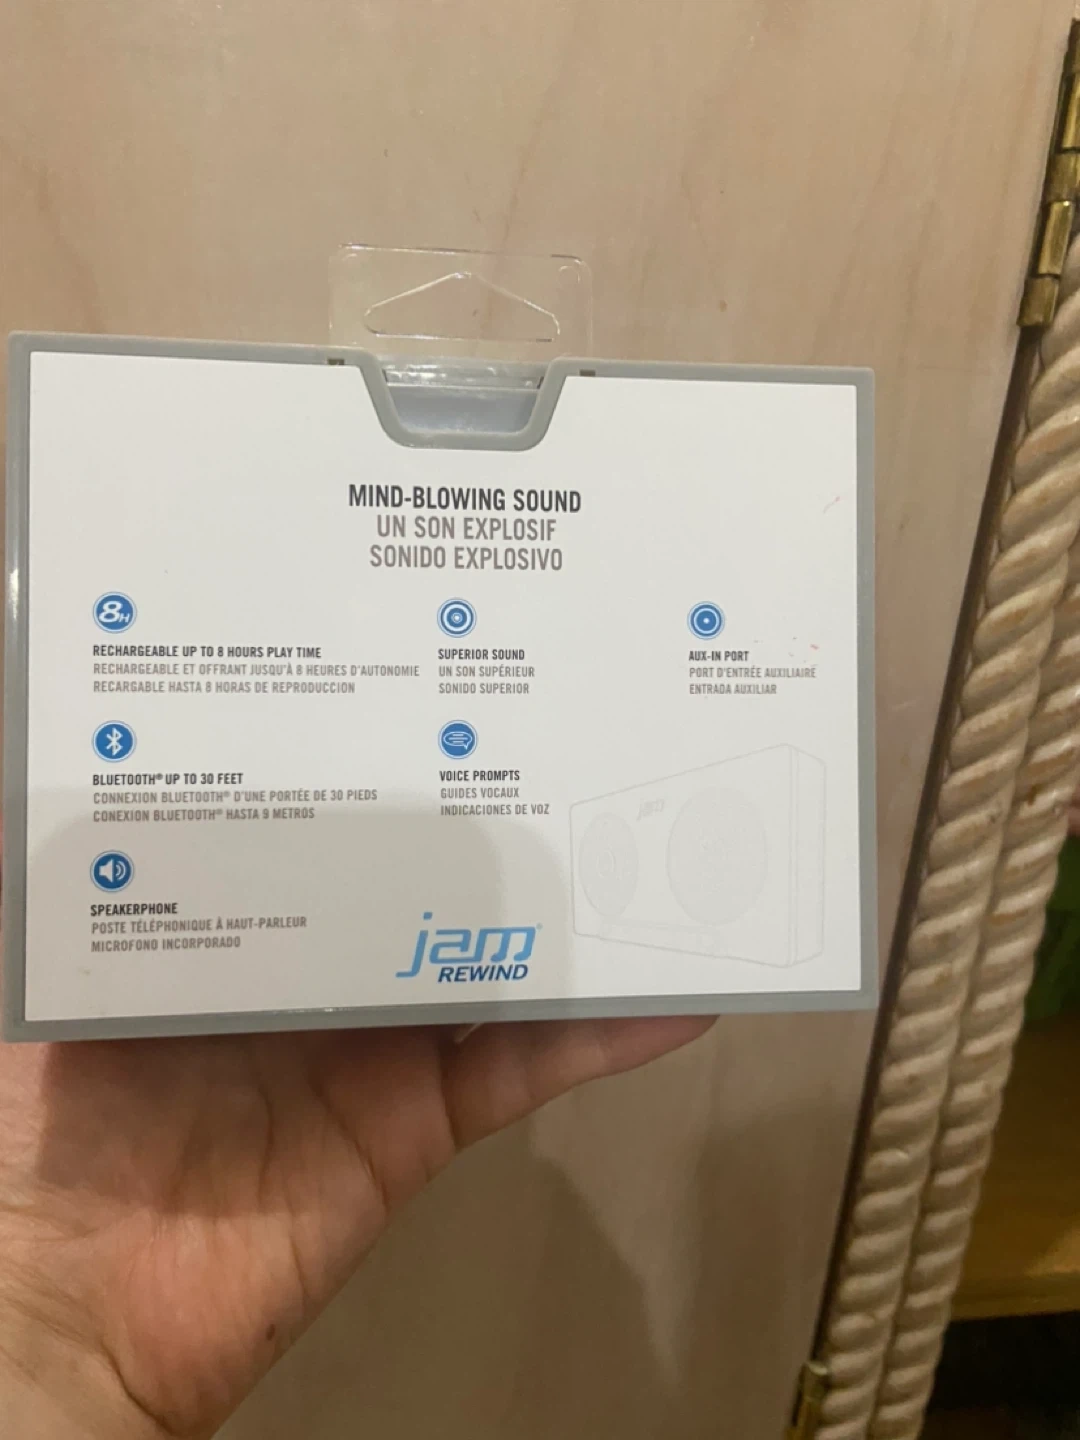 MIND-BLOWING SOUND
UN SON EXPLOSIF
SONIDO EXPLOSIVO
8H
RECHARGEABLE UP TO 8 HOURS PLAY TIME
RECHARGEABLE ET OFFRANT JUSQU'À 8 HEURES D'AUTONOMIE
RECARGABLE HASTA 8 HORAS DE REPRODUCCION
SUPERIOR SOUND
UN SON SUPÉRIEUR
SONIDO SUPERIOR
AUX-IN PORT
PORT D'ENTRÉE AUXILIAIRE
ENTRADA AUXILIAR
BLUETOOTH® UP TO 30 FEET
CONNEXION BLUETOOTH® D'UNE PORTÉE DE 30 PIEDS
CONEXION BLUETOOTH® HASTA 9 METROS
VOICE PROMPTS
GUIDES VOCAUX
INDICACIONES DE VOZ
jam
SPEAKERPHONE
POSTE TÉLÉPHONIQUE À HAUT-PARLEUR
MICROFONO INCORPORADO
jam®
REWIND